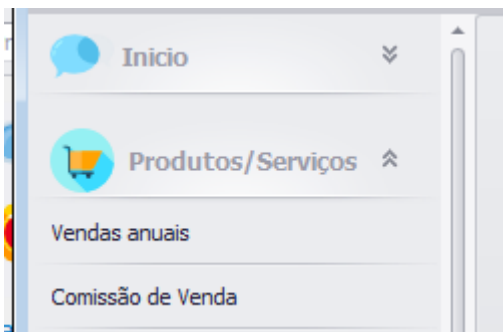 Inicio
Produtos/Serviços
Vendas anuais
Comissão de Venda